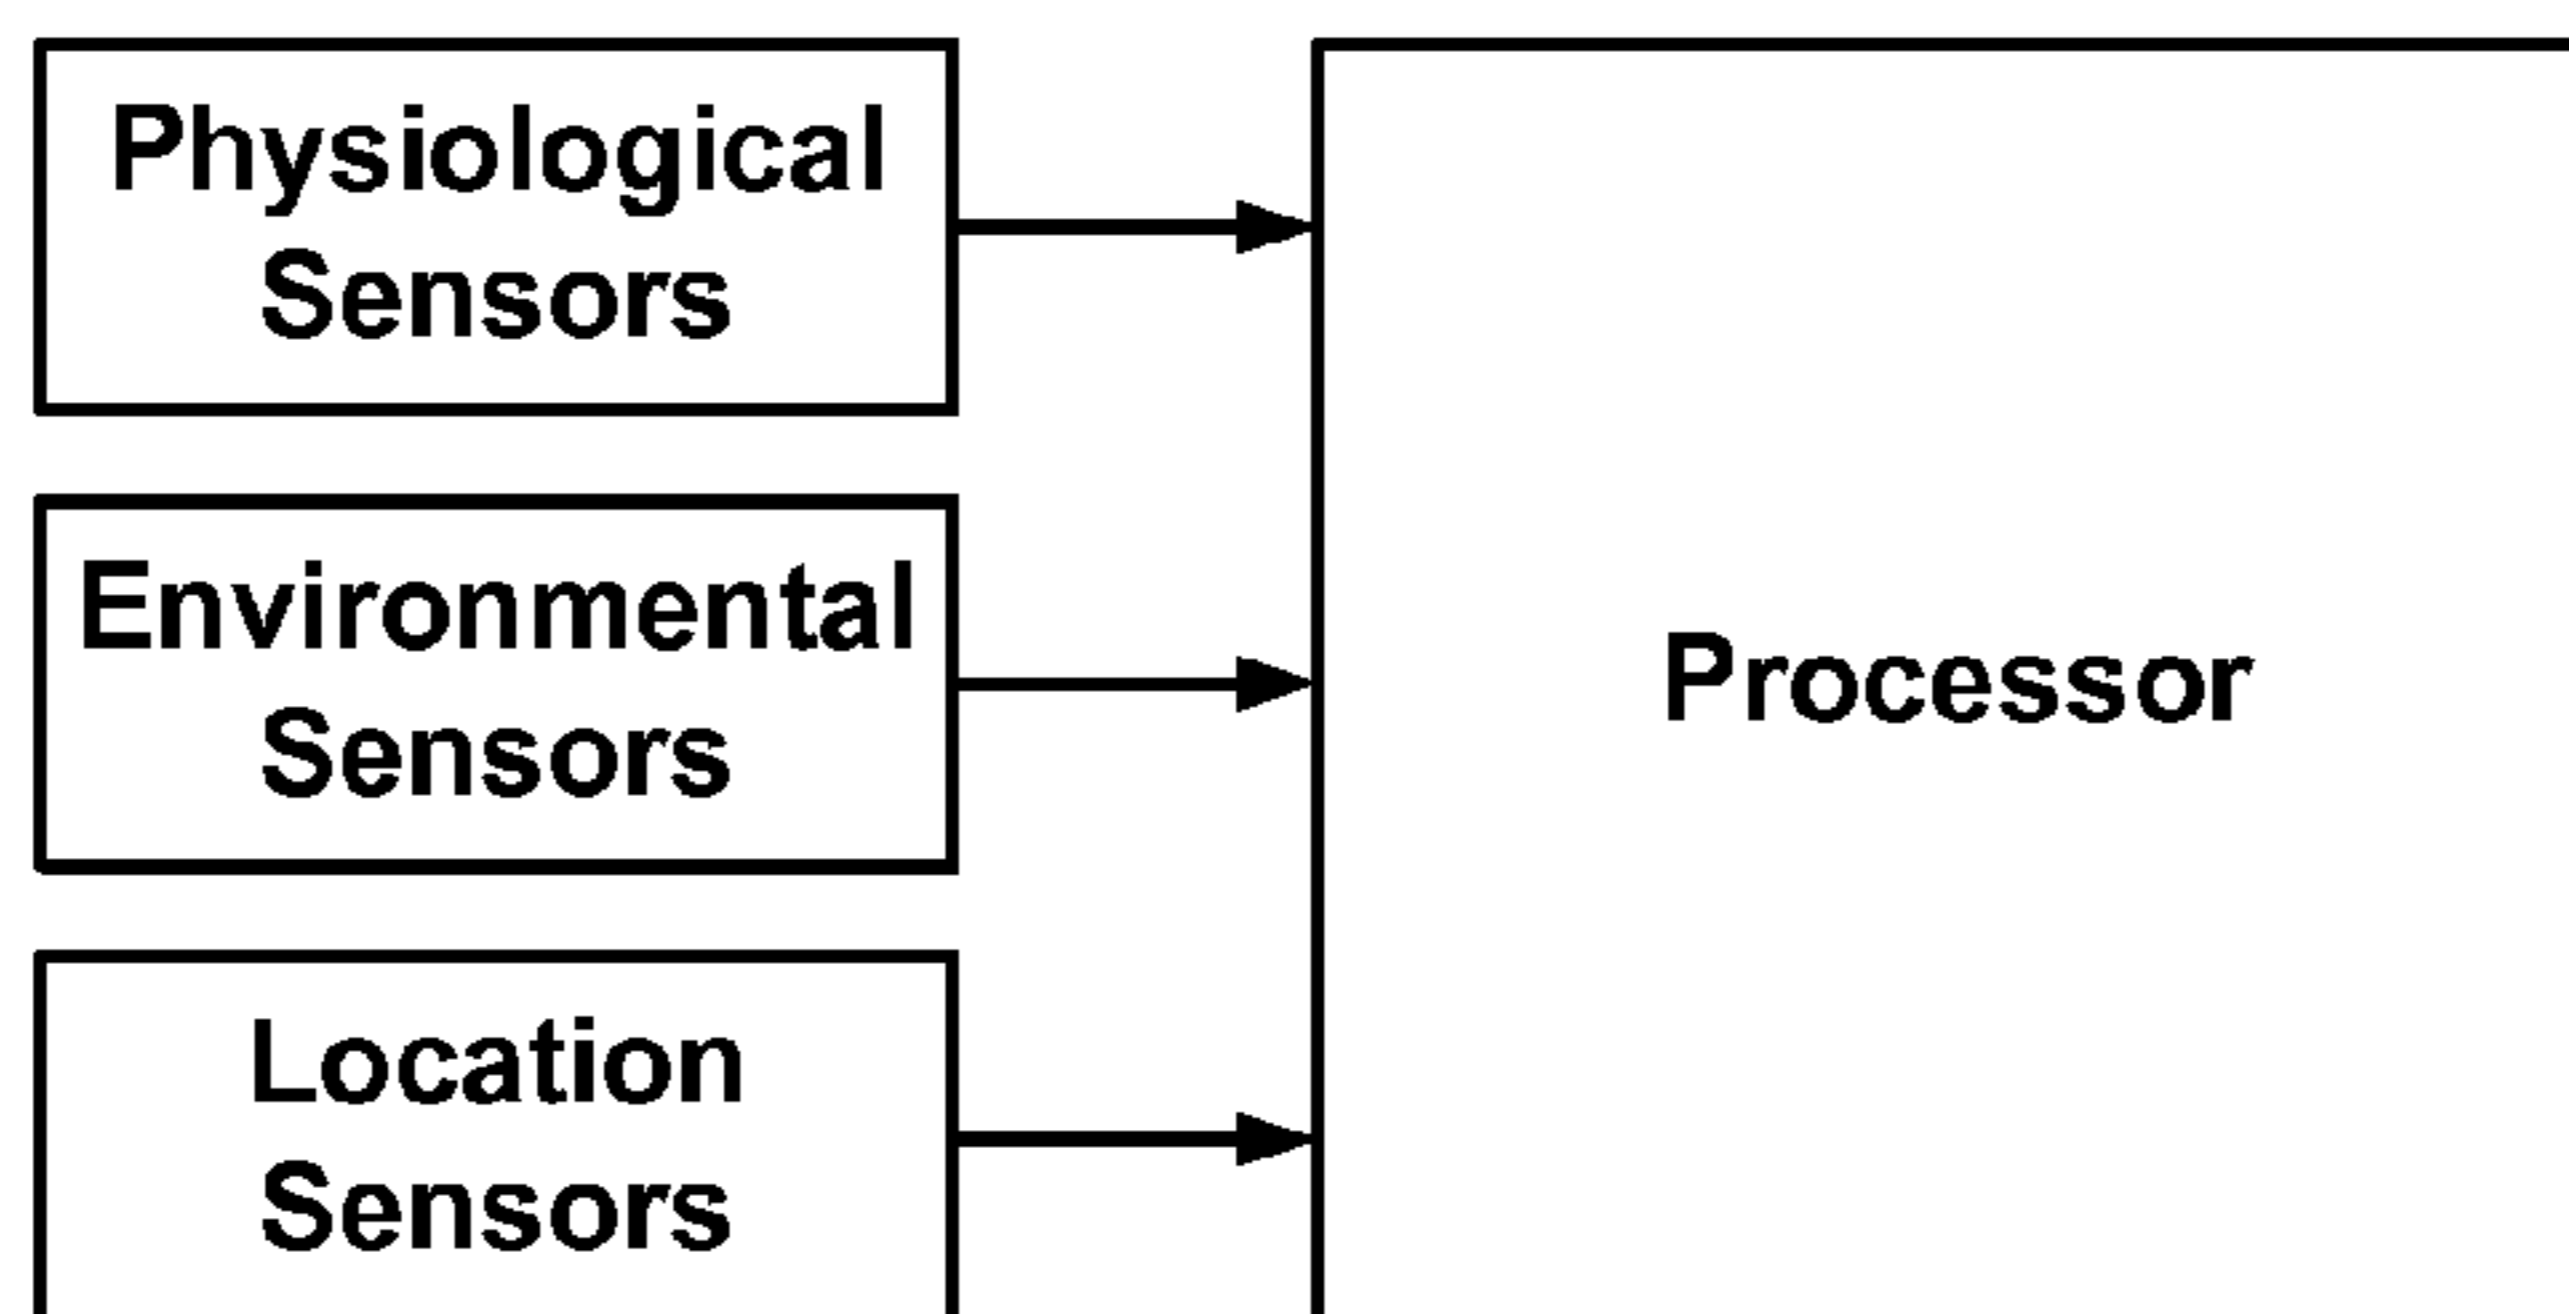 Physiological
Sensors
Environmental
Sensors
Processor
Location
Sensors